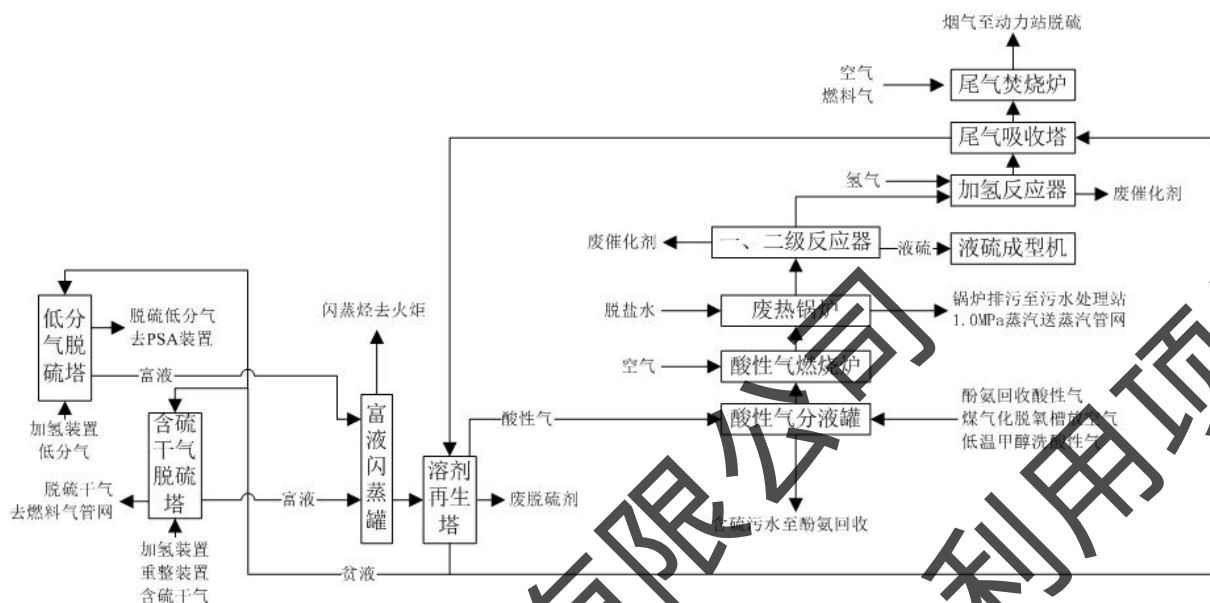 烟气至动力站脱硫
空气
燃料气
尾气焚烧炉
尾气吸收塔
氢气
加氢反应器
废催化剂
废催化剂
一、二级反应器
液硫
液硫成型机
闪蒸烃去火炬
脱盐水
废热锅炉
锅炉排污至污水处理站
1.0MPa蒸汽送蒸汽管网
低分
气脱
硫塔
脱硫低分气
去PSA装置
富液
空气
酸性气燃烧炉
加氢装置
低分气
含硫
干气
脱硫
塔
富
液
闪
蒸
罐
酸性气
酸性气分液罐
酚氨回收酸性气
煤气化脱氧槽放空气
低温甲醇洗酸性气
脱硫干气
去燃料气管网
富液
溶剂
再生
塔
废脱硫剂
含硫污水至酚氨回收
加氢装置
重整装置
含硫干气
贫液
有限公司
利用项